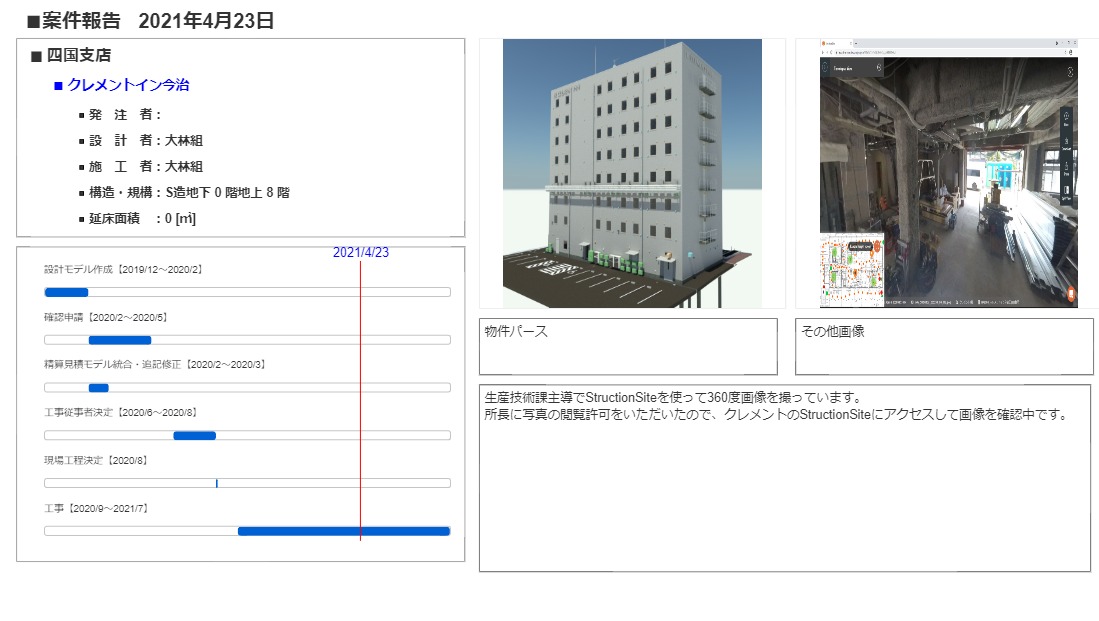 ■案件報告 2021年4月23日
■ 四国支店
■ クレメントイン今治
▪ 発 注 者：
▪ 設 計 者：大林組
▪ 施 工 者：大林組
▪ 構造・規構：S造地下０階地上８階
▪ 延床面積 ：0 [㎡]
2021/4/23
設計モデル作成【2019/12～2020/2】
確認申請【2020/2～2020/5】
精算見積モデル統合・追記修正【2020/2～2020/3】
工事従事者決定【2020/6～2020/8】
現場工程決定【2020/8】
工事【2020/9～2021/7】
物件パース
その他画像
生産技術課主導でStructionSiteを使って360度画像を撮っています。
所長に写真の閲覧許可をいただいたので、クレメントのStructionSiteにアクセスして画像を確認中です。